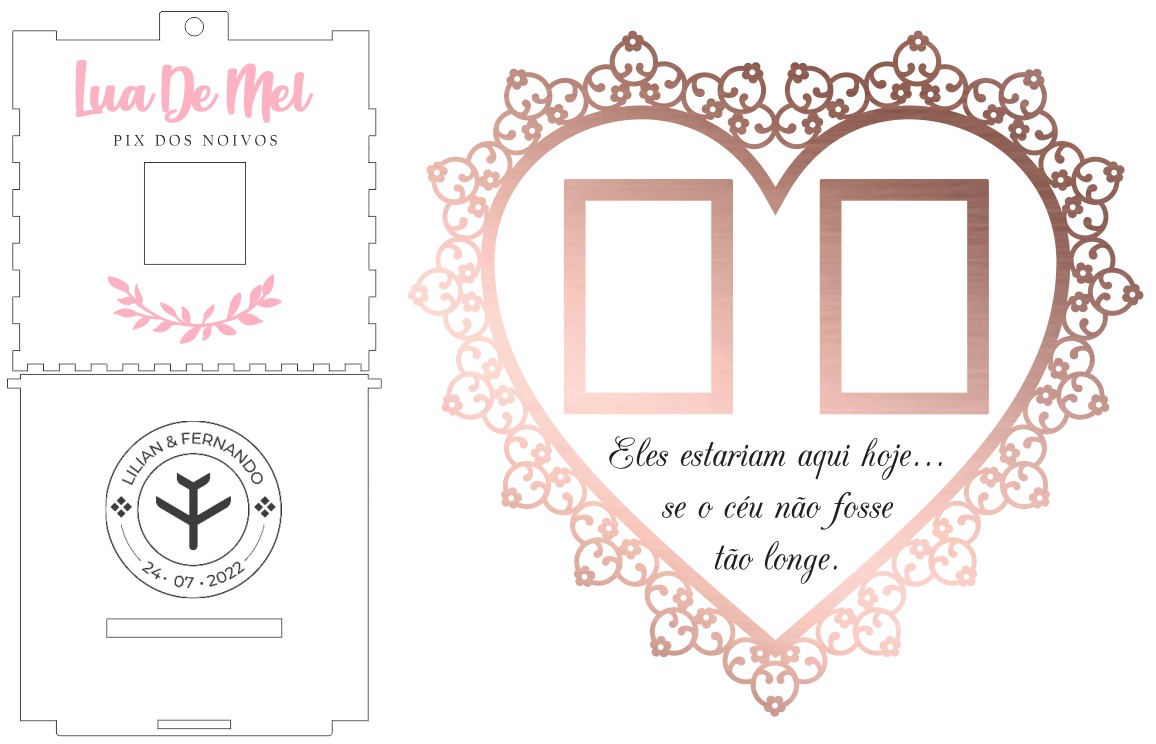 Lua De Mel
PIX DOS NOIVOS
LILIAN & FERNANDO
24 · 07 · 2022
Eles estariam aqui hoje...
se o céu não fosse
tão longe.